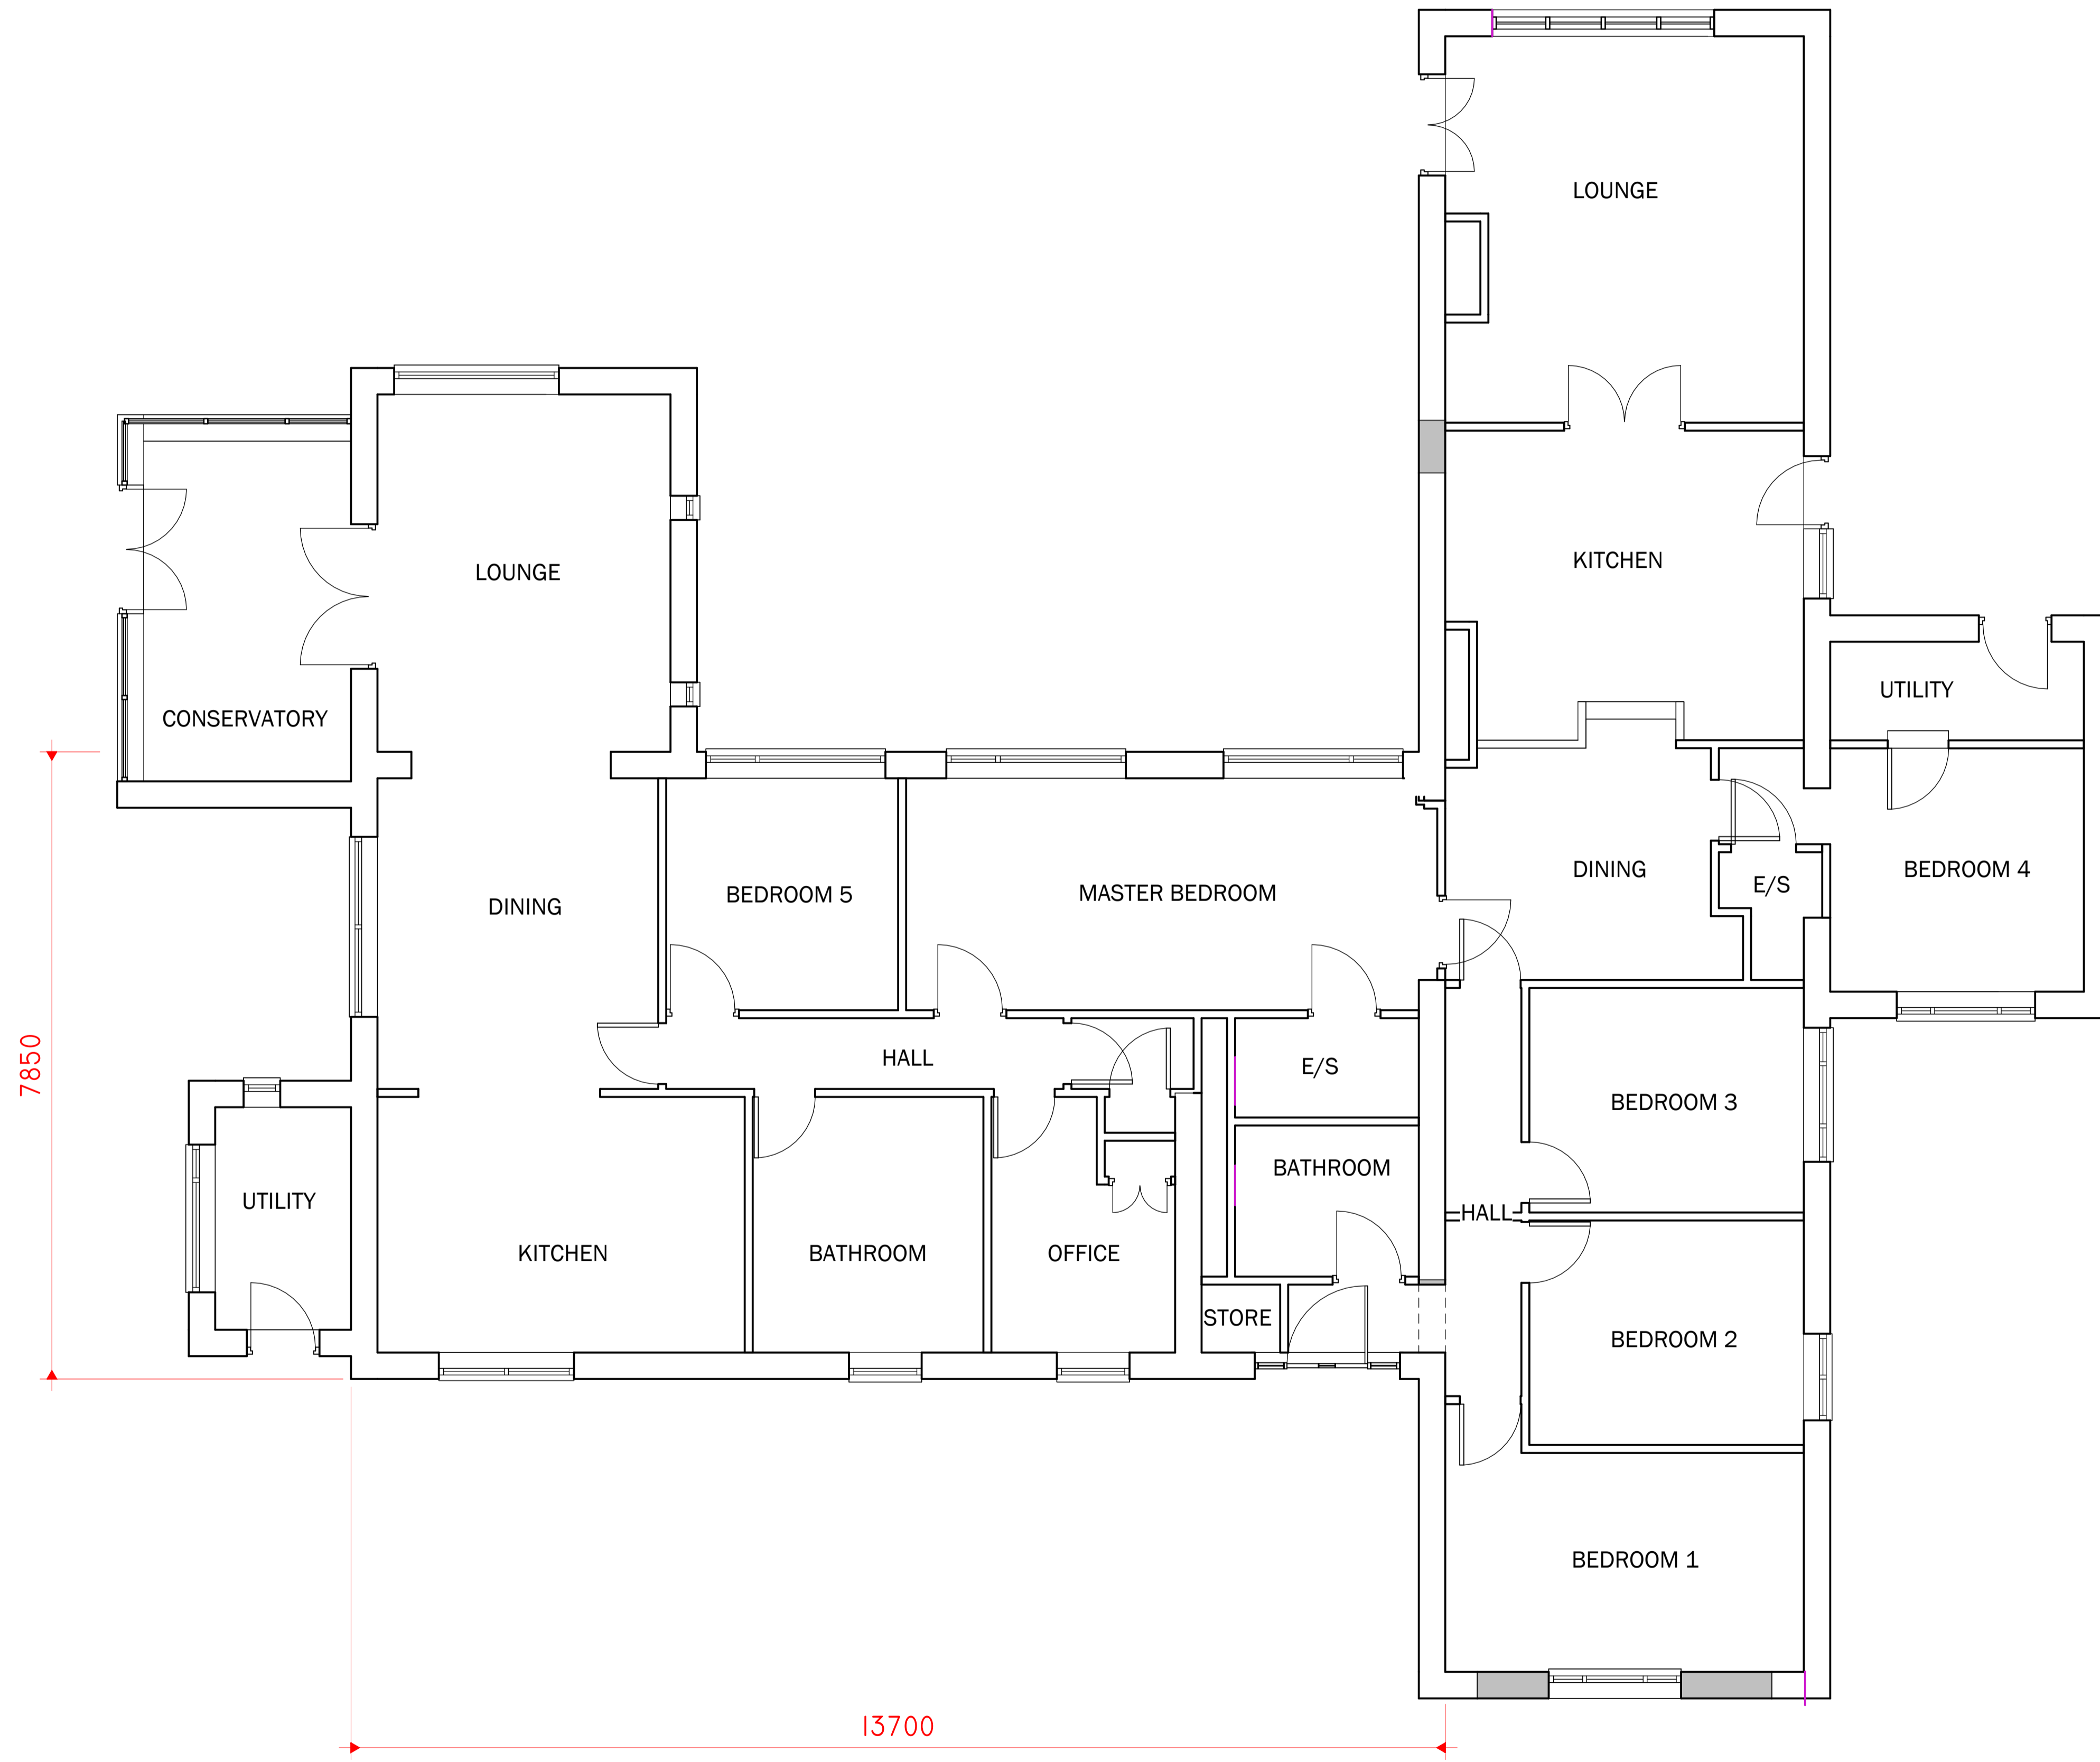 LOUNGE
LOUNGE
KITCHEN
CONSERVATORY
UTILITY
DINING
BEDROOM 5
MASTER BEDROOM
DINING
E/S
BEDROOM 4
7850
HALL
E/S
BEDROOM 3
UTILITY
KITCHEN
BATHROOM
OFFICE
BATHROOM
HALL
STORE
BEDROOM 2
BEDROOM 1
13700